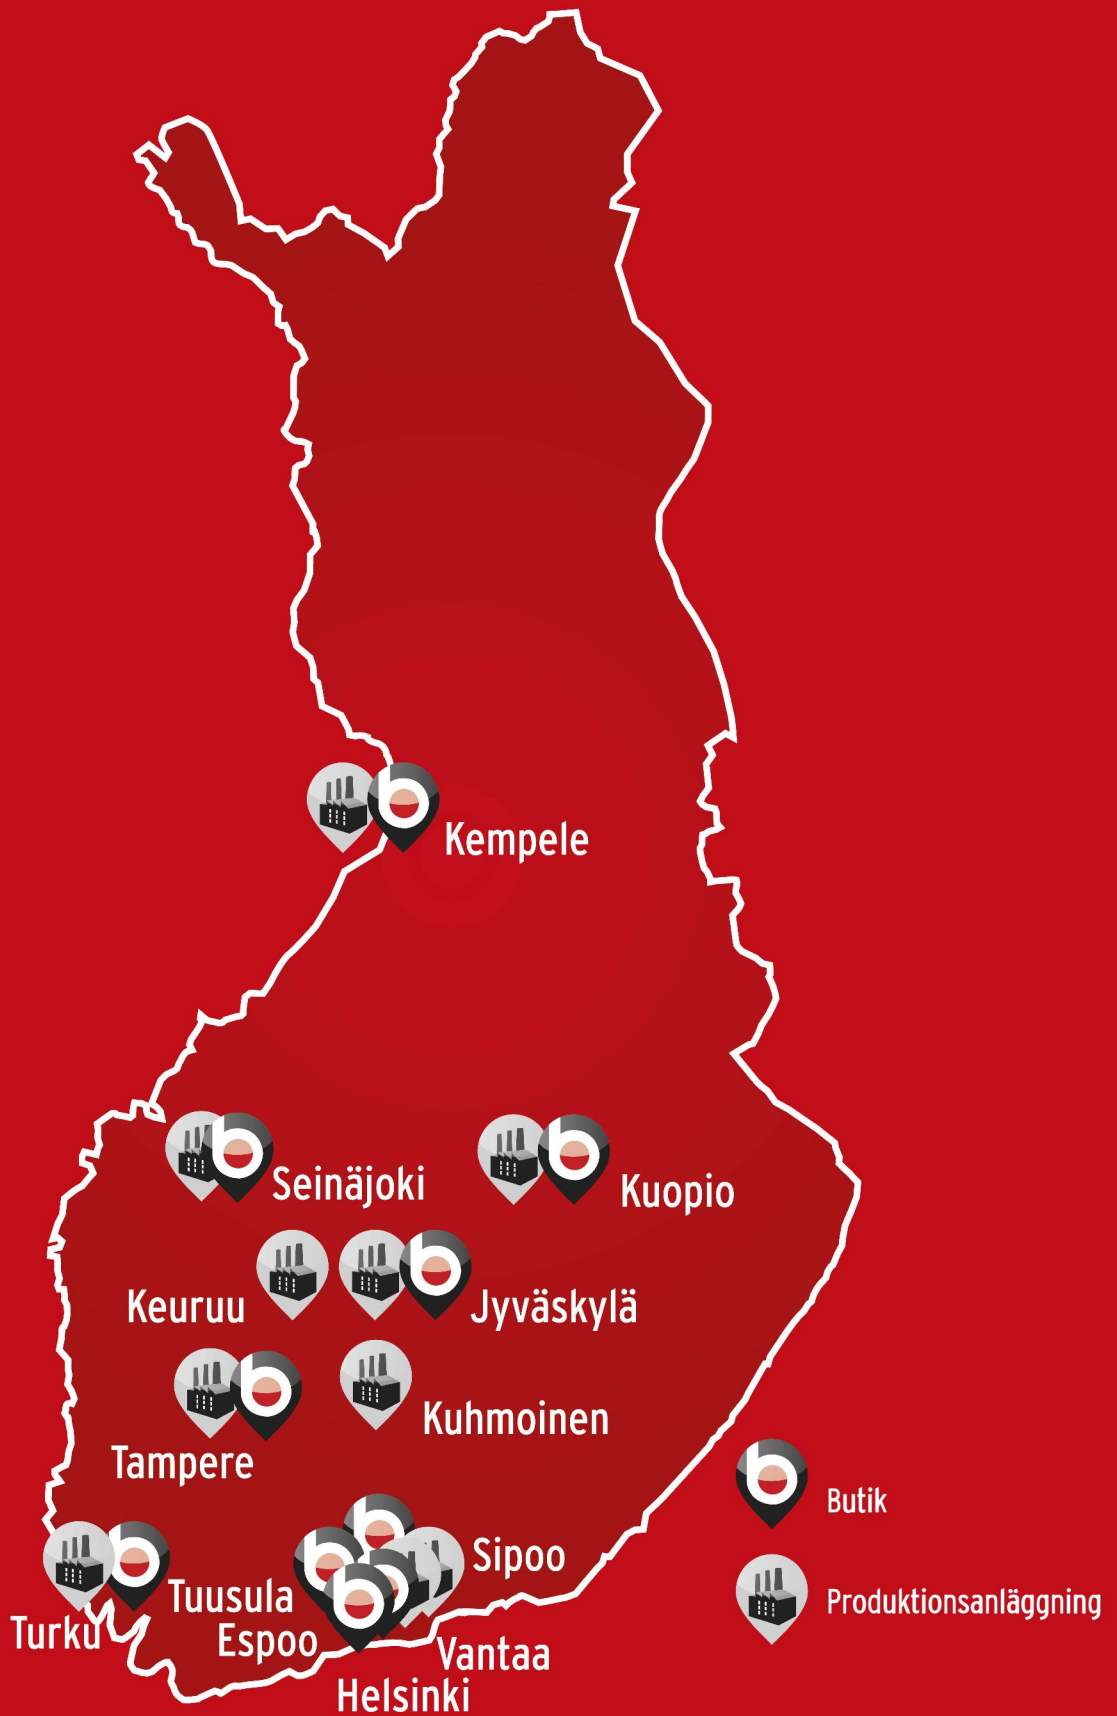 Kempele
Seinäjoki
Kuopio
Keuruu
Jyväskylä
Kuhmoinen
Tampere
Butik
Sipoo
Tuusula
Produktionsanläggning
Turku
Espoo
Vantaa
Helsinki